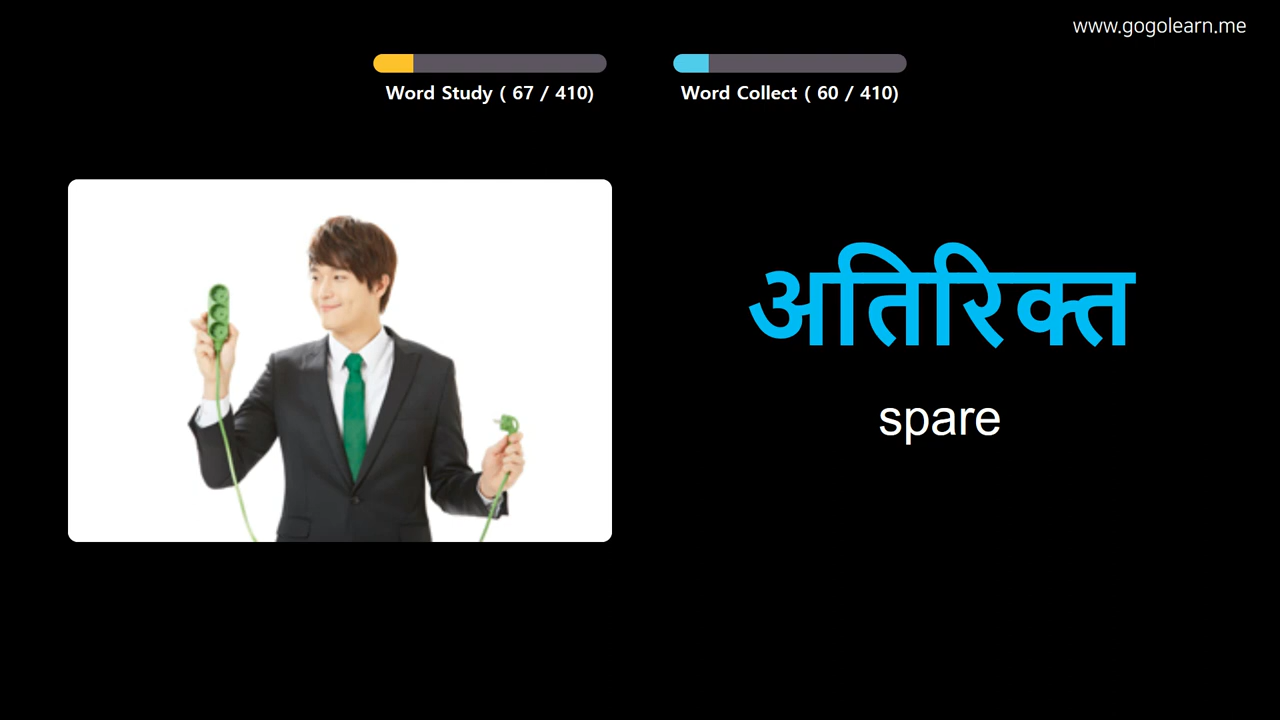 www.gogolearn.me
Word Study ( 67 / 410)
Word Collect ( 60 / 410)
अतिरिक्त
spare